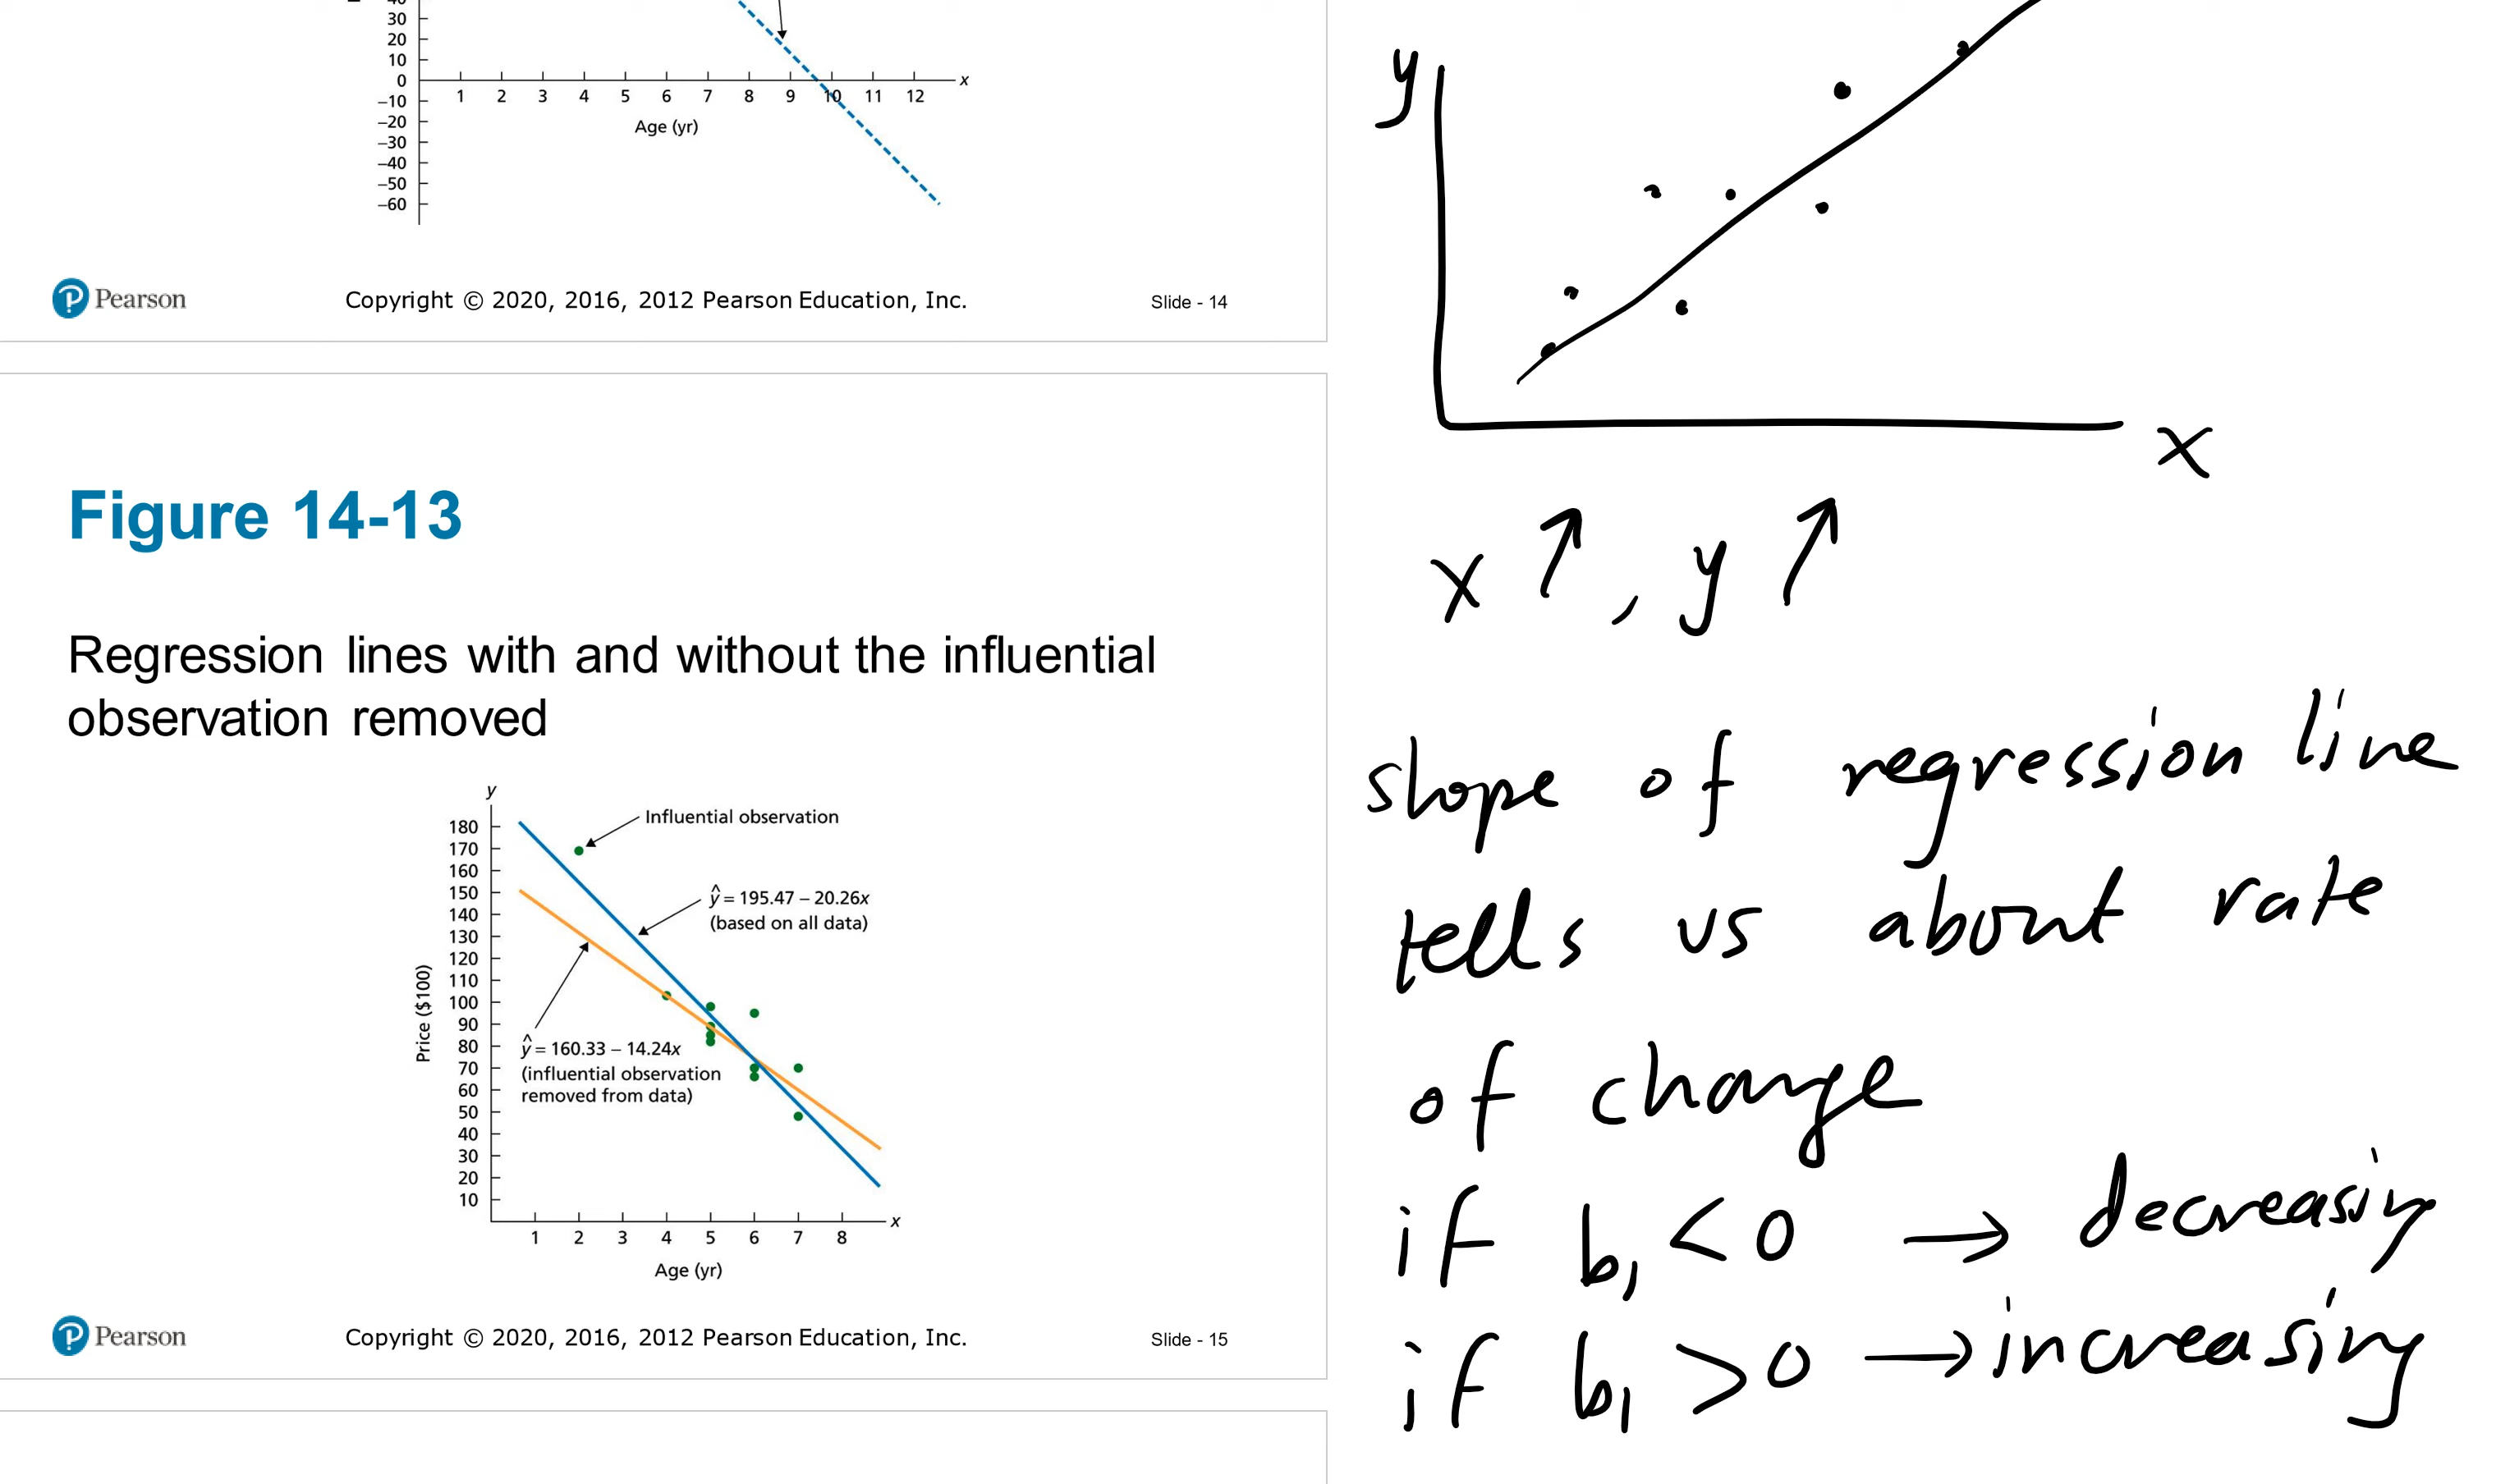 40
30
20
10
0
–10
–20
–30
–40
–50
–60
1 2 3 4 5 6 7 8 9 10 11 12 x
Age (yr)
Pearson
Copyright © 2020, 2016, 2012 Pearson Education, Inc.
Slide - 14
Figure 14-13
Regression lines with and without the influential
observation removed
y
Influential observation
180
170
160
150
140
130
120
110
100
90
80
70
60
50
40
30
20
10
Price ($100)
ŷ = 195.47 – 20.26x
(based on all data)
ŷ = 160.33 – 14.24x
(influential observation
removed from data)
1 2 3 4 5 6 7 8 x
Age (yr)
Pearson
Copyright © 2020, 2016, 2012 Pearson Education, Inc.
Slide - 15
y
x
x ↑, y ↑
slope of regression line
tells us about rate
of change
if b₁ < 0 → decreasing
if b₁ > 0 → increasing